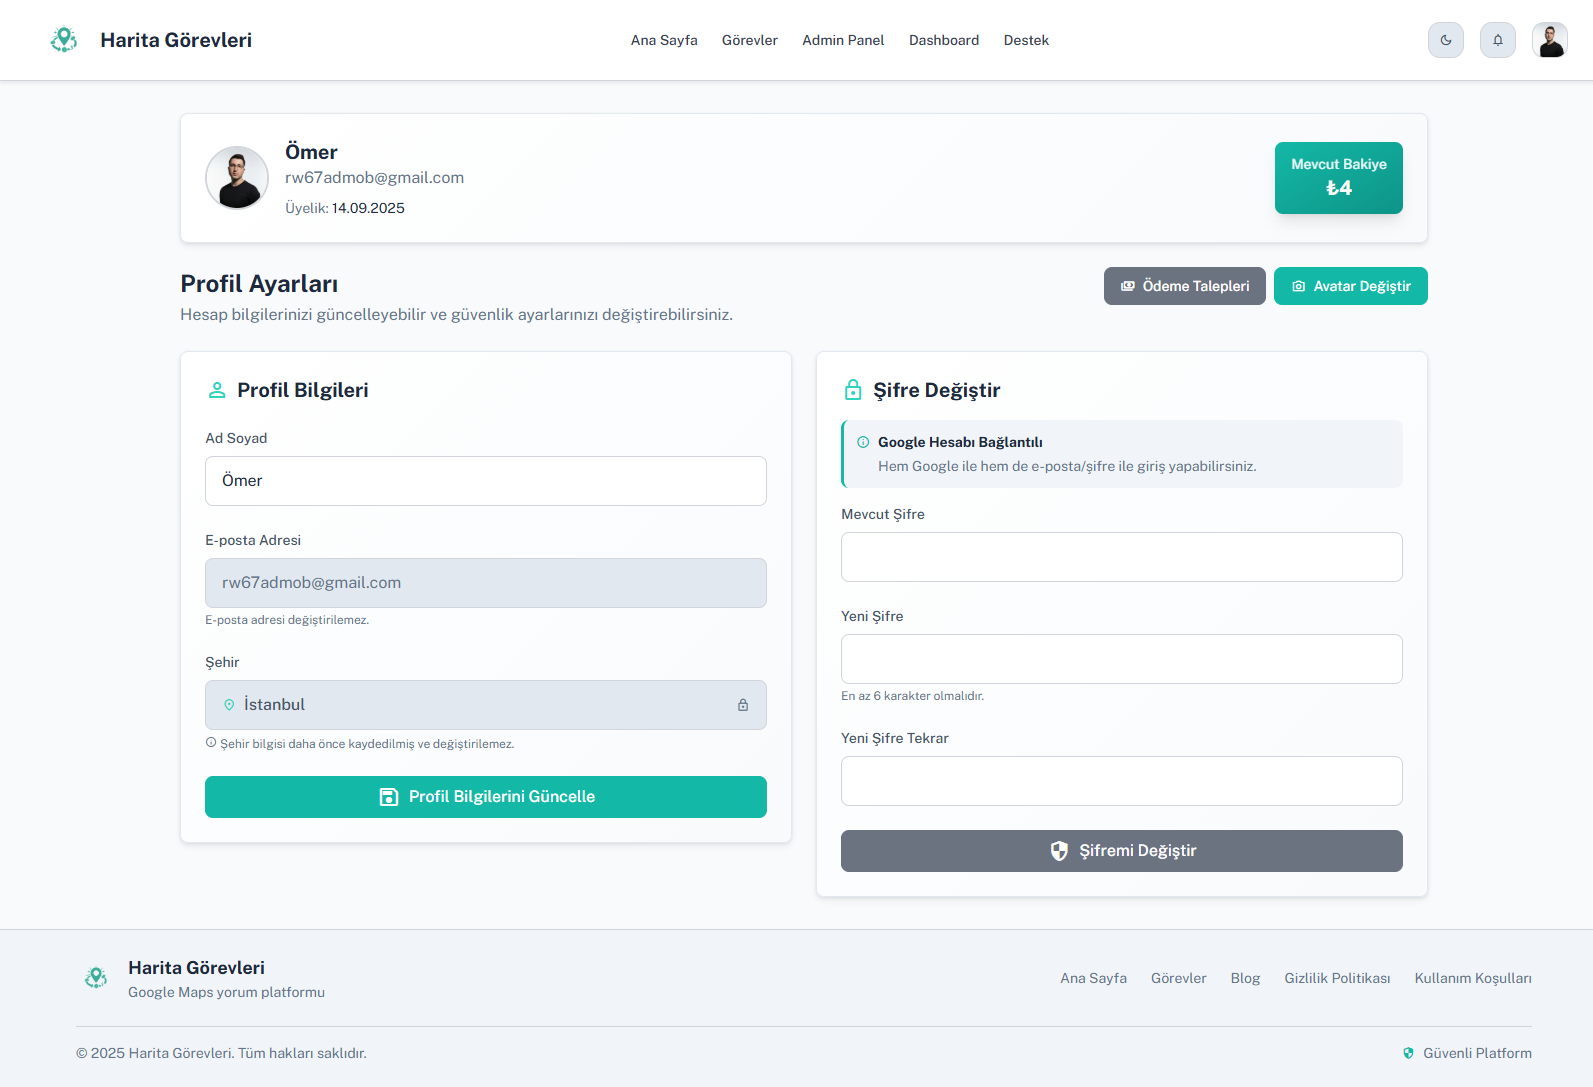 Harita Görevleri
Ana Sayfa
Görevler
Admin Panel
Dashboard
Destek
Ömer
rw67admob@gmail.com
Üyelik: 14.09.2025
Mevcut Bakiye
₺4
Profil Ayarları
Hesap bilgilerinizi güncelleyebilir ve güvenlik ayarlarınızı değiştirebilirsiniz.
Ödeme Talepleri
Avatar Değiştir
Profil Bilgileri
Ad Soyad
Ömer
E-posta Adresi
rw67admob@gmail.com
E-posta adresi değiştirilemez.
Şehir
İstanbul
Şehir bilgisi daha önce kaydedilmiş ve değiştirilemez.
Profil Bilgilerini Güncelle
Şifre Değiştir
Google Hesabı Bağlantılı
Hem Google ile hem de e-posta/şifre ile giriş yapabilirsiniz.
Mevcut Şifre
Yeni Şifre
En az 6 karakter olmalıdır.
Yeni Şifre Tekrar
Şifremi Değiştir
Harita Görevleri
Google Maps yorum platformu
Ana Sayfa
Görevler
Blog
Gizlilik Politikası
Kullanım Koşulları
© 2025 Harita Görevleri. Tüm hakları saklıdır.
Güvenli Platform